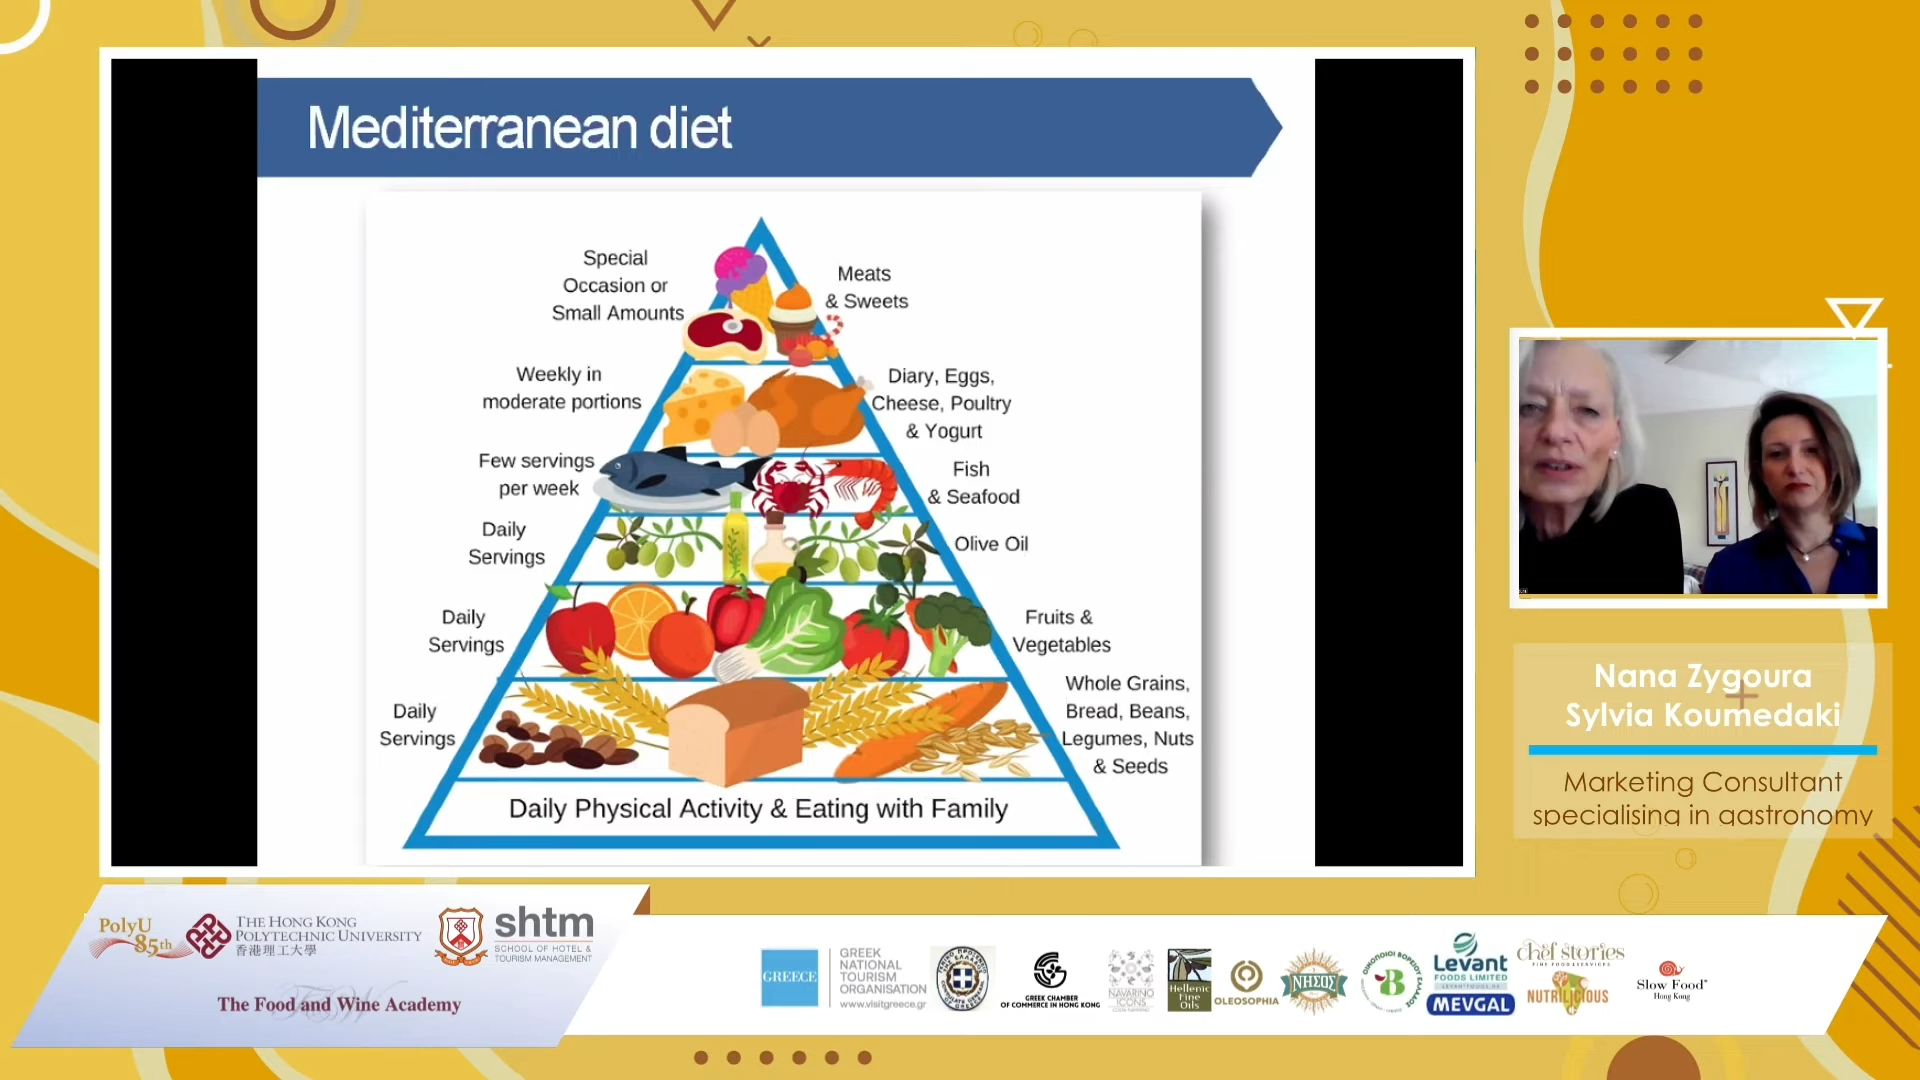 Mediterranean diet
Special
Occasion or
Small Amounts
Meats
& Sweets
Weekly in
moderate portions
Diary, Eggs,
Cheese, Poultry
& Yogurt
Few servings
per week
Fish
& Seafood
Daily
Servings
Olive Oil
Daily
Servings
Fruits &
Vegetables
Daily
Servings
Whole Grains,
Bread, Beans,
Legumes, Nuts
& Seeds
Daily Physical Activity & Eating with Family
Nana Zygoura
Sylvia Koumedaki
Marketing Consultant
specialising in gastronomy
PolyU
85th
THE HONG KONG
POLYTECHNIC UNIVERSITY
香港理工大學
shtm
SCHOOL OF HOTEL &
TOURISM MANAGEMENT
The Food and Wine Academy
GREECE
GREEK
NATIONAL
TOURISM
ORGANISATION
www.visitgreece.gr
GREEK CHAMBER
OF COMMERCE IN HONG KONG
NAVARINO
ICONS
Hellenic
Fine
Oils
OLEOSOPHIA
ΝΗΣΟΣ
Levant
FOODS LIMITED
MEVGAL
chef stories
FINE FOOD & SERVICES
NUTRILICIOUS
Slow Food
Hong Kong